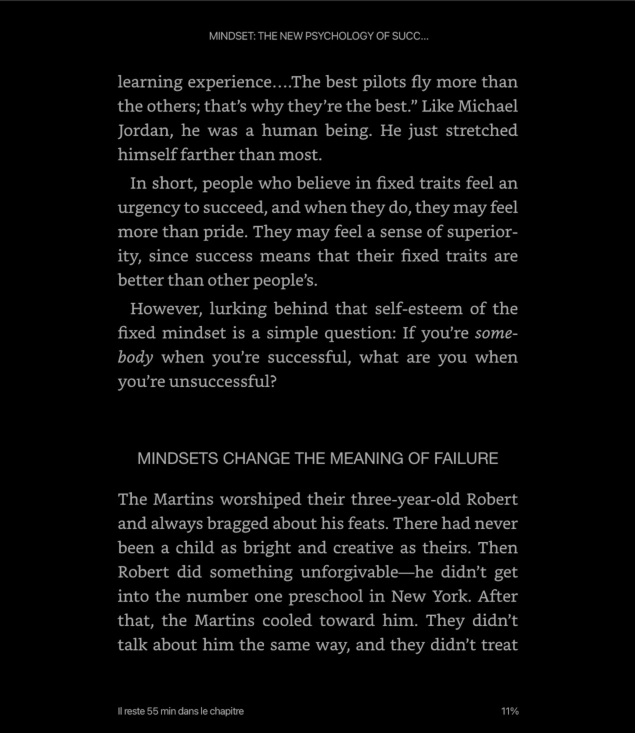 MINDSET: THE NEW PSYCHOLOGY OF SUCC...
learning experience....The best pilots fly more than
the others; that's why they're the best.” Like Michael
Jordan, he was a human being. He just stretched
himself farther than most.
In short, people who believe in fixed traits feel an
urgency to succeed, and when they do, they may feel
more than pride. They may feel a sense of superior-
ity, since success means that their fixed traits are
better than other people's.
However, lurking behind that self-esteem of the
fixed mindset is a simple question: If you're some-
body when you're successful, what are you when
you're unsuccessful?
MINDSETS CHANGE THE MEANING OF FAILURE
The Martins worshiped their three-year-old Robert
and always bragged about his feats. There had never
been a child as bright and creative as theirs. Then
Robert did something unforgivable—he didn't get
into the number one preschool in New York. After
that, the Martins cooled toward him. They didn't
talk about him the same way, and they didn't treat
Il reste 55 min dans le chapitre
11%